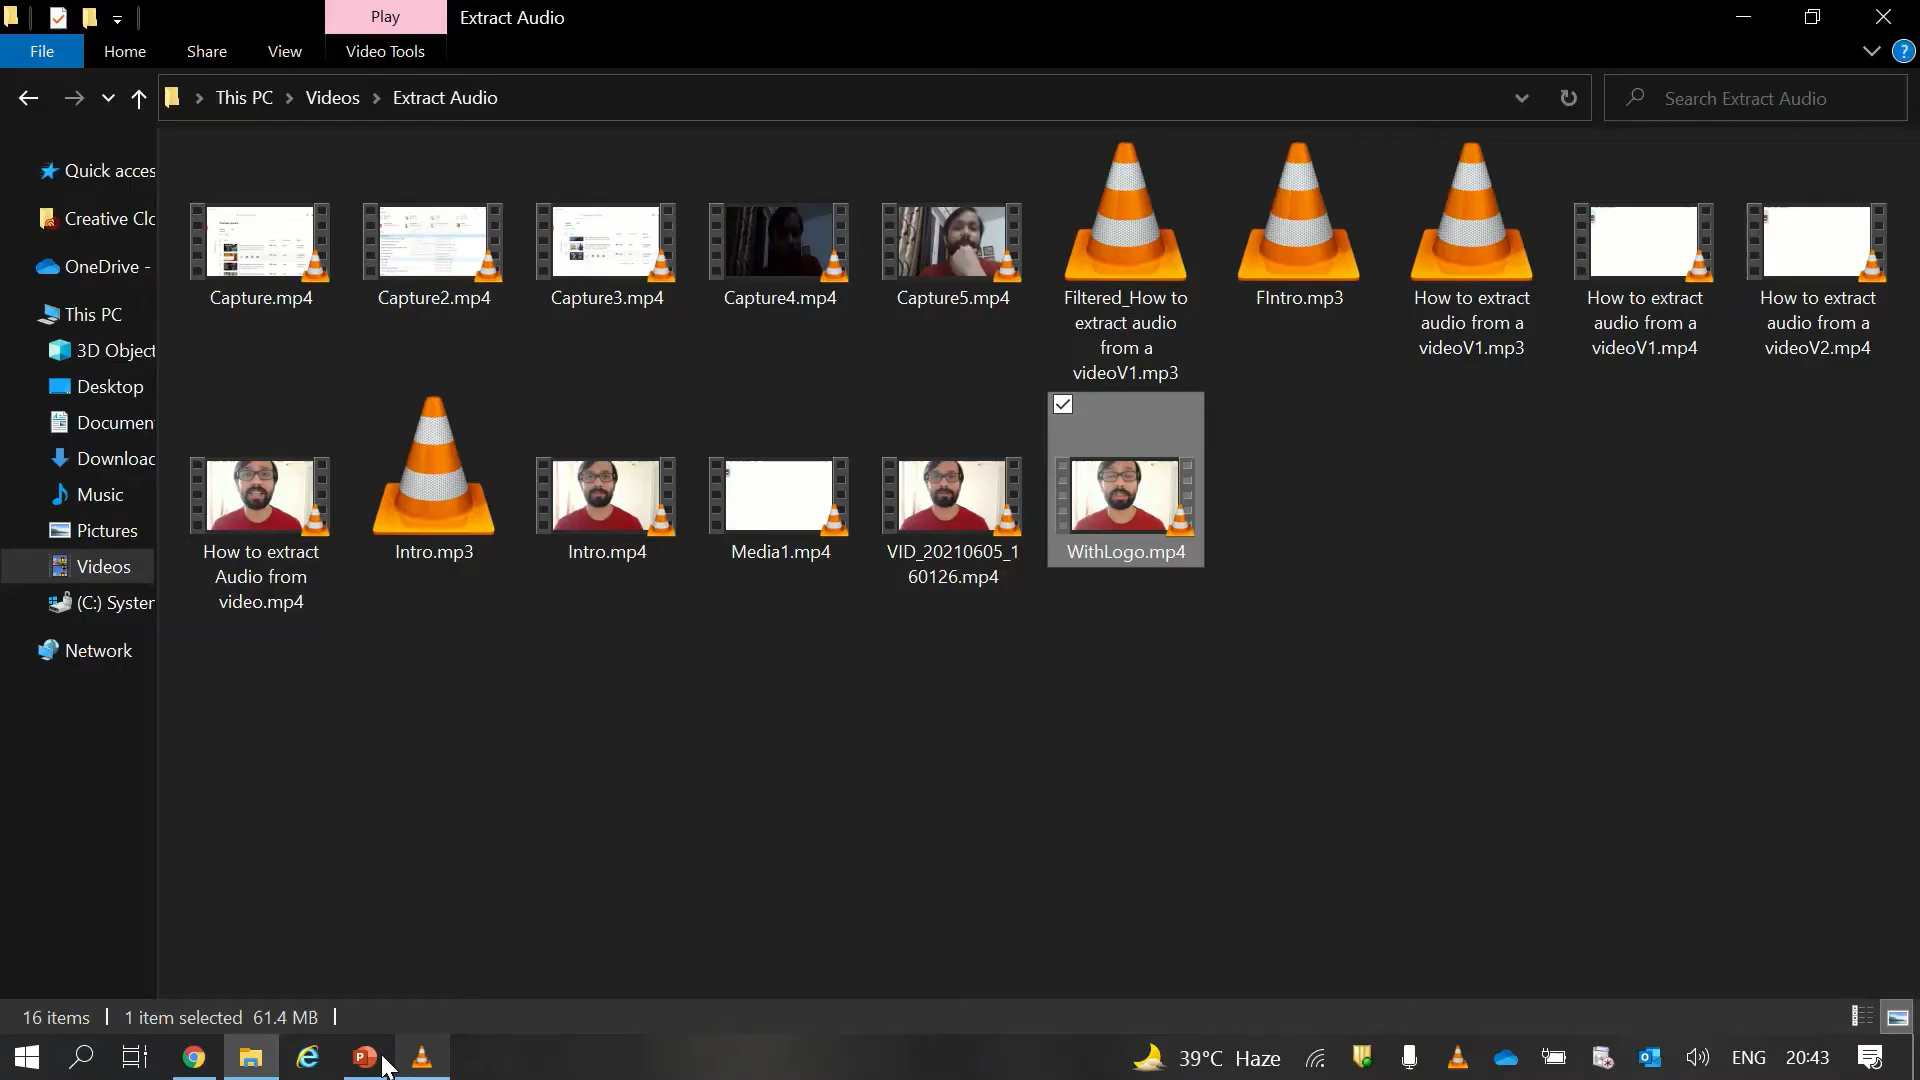 Play
Extract Audio
File
Home
Share
View
Video Tools
This PC
Videos
Extract Audio
Search Extract Audio
Quick acces
Creative Clo
OneDrive -
This PC
3D Object
Desktop
Documen
Downloac
Music
Pictures
Videos
(C:) Syster
Network
Capture.mp4
Capture2.mp4
Capture3.mp4
Capture4.mp4
Capture5.mp4
Filtered_How to
extract audio
from a
videoV1.mp3
FIntro.mp3
How to extract
audio from a
videoV1.mp3
How to extract
audio from a
videoV1.mp4
How to extract
audio from a
videoV2.mp4
How to extract
Audio from
video.mp4
Intro.mp3
Intro.mp4
Media1.mp4
VID_20210605_1
60126.mp4
WithLogo.mp4
16 items
1 item selected 61.4 MB
39°C Haze
ENG
20:43